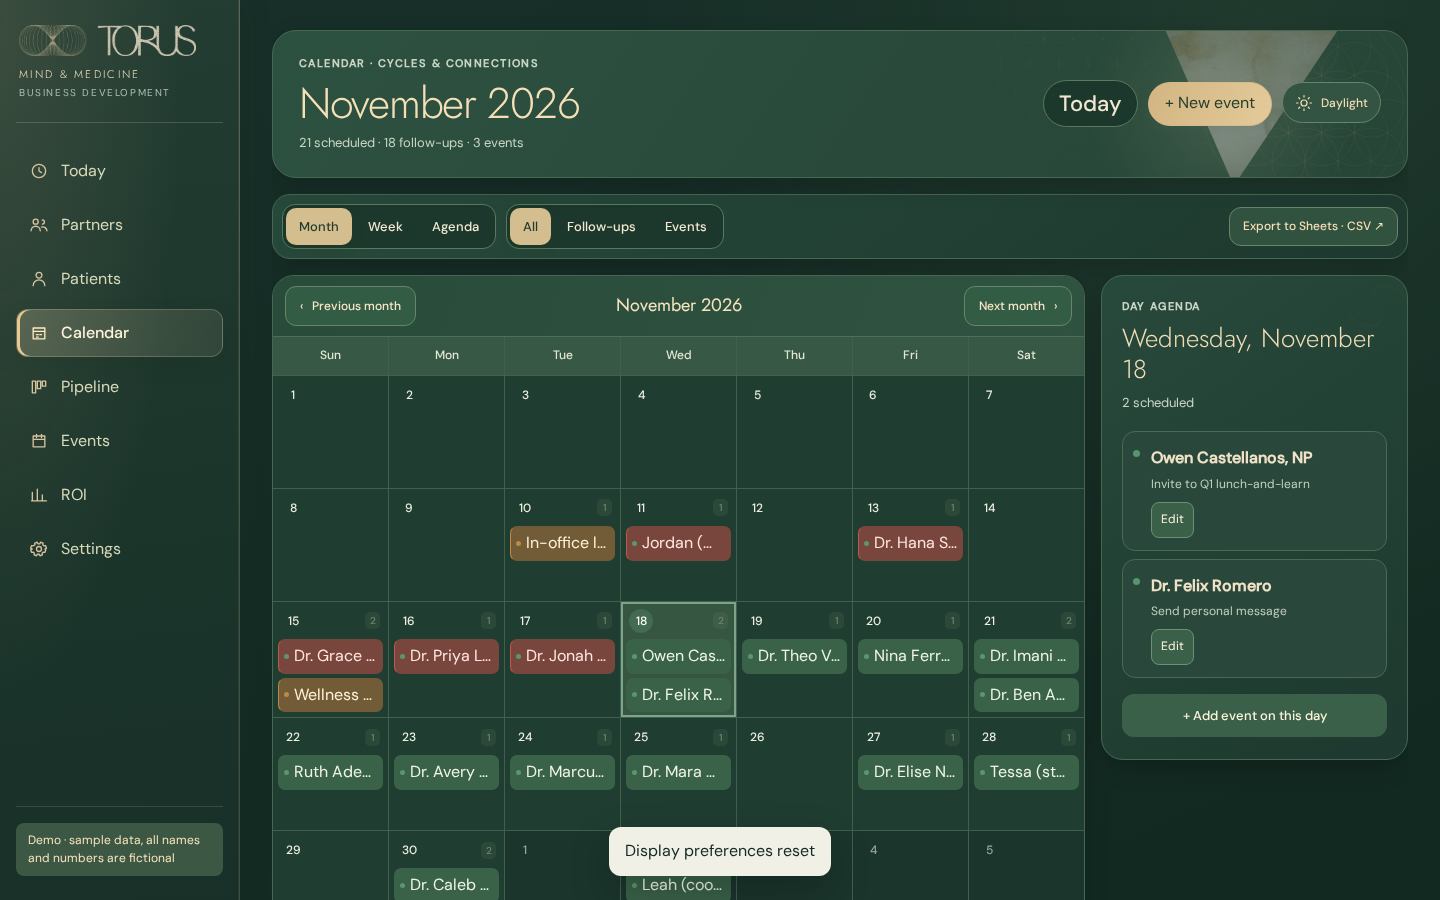 TORUS
MIND & MEDICINE
BUSINESS DEVELOPMENT
Today
Partners
Patients
Calendar
Pipeline
Events
ROI
Settings
Demo · sample data, all names
and numbers are fictional
CALENDAR · CYCLES & CONNECTIONS
November 2026
21 scheduled · 18 follow-ups · 3 events
Today
+ New event
Daylight
Month Week Agenda
All Follow-ups Events
Export to Sheets · CSV ↗
‹ Previous month
November 2026
Next month ›
Sun Mon Tue Wed Thu Fri Sat
1 2 3 4 5 6 7
8 9 10 1 11 1 12 13 1 14
In-office l... Jordan (... Dr. Hana S...
15 2 16 1 17 1 18 2 19 1 20 1 21 2
Dr. Grace ... Dr. Priya L... Dr. Jonah ... Owen Cas... Dr. Theo V... Nina Ferr... Dr. Imani ...
Wellness ... Dr. Felix R... Dr. Ben A...
22 1 23 1 24 1 25 1 26 27 1 28 1
Ruth Ade... Dr. Avery ... Dr. Marcu... Dr. Mara ... Dr. Elise N... Tessa (st...
29 30 2 1 4 5
Dr. Caleb ... Leah (coo...
DAY AGENDA
Wednesday, November
18
2 scheduled
Owen Castellanos, NP
Invite to Q1 lunch-and-learn
Edit
Dr. Felix Romero
Send personal message
Edit
+ Add event on this day
Display preferences reset